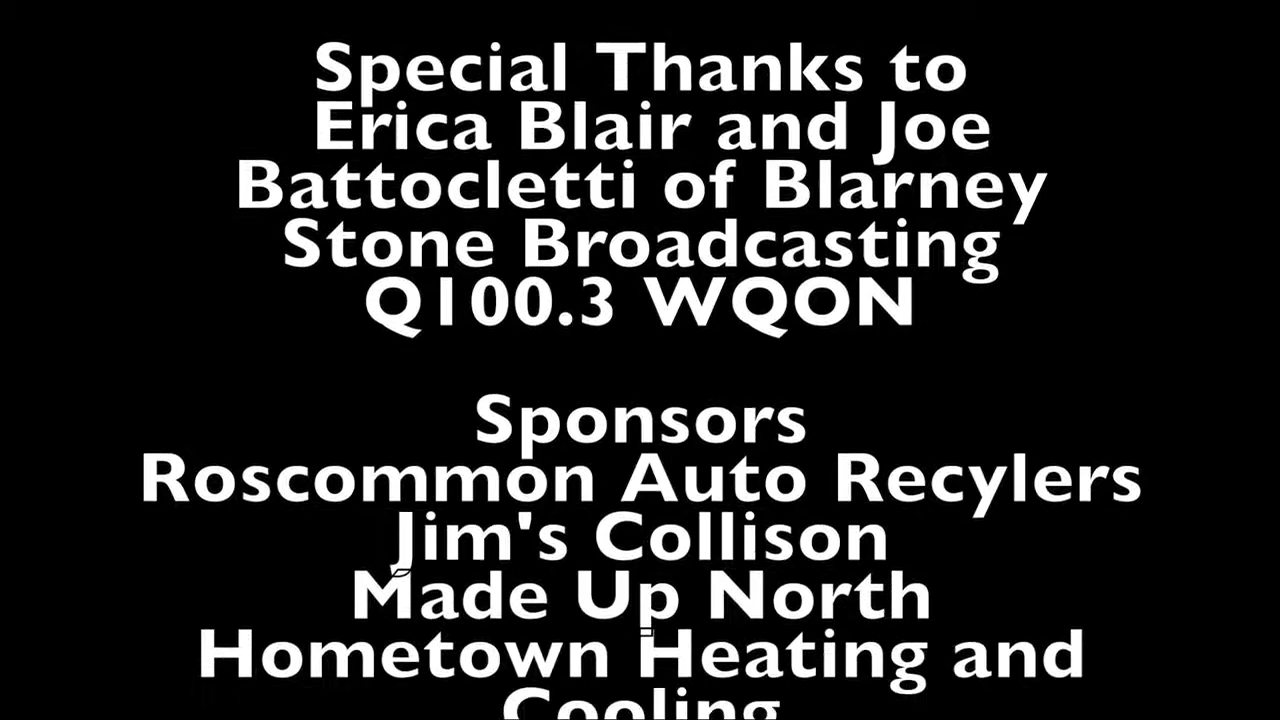 Special Thanks to
Erica Blair and Joe
Battocletti of Blarney
Stone Broadcasting
Q100.3 WQON
Sponsors
Roscommon Auto Recylers
Jim's Collison
Made Up North
Hometown Heating and
Cooling